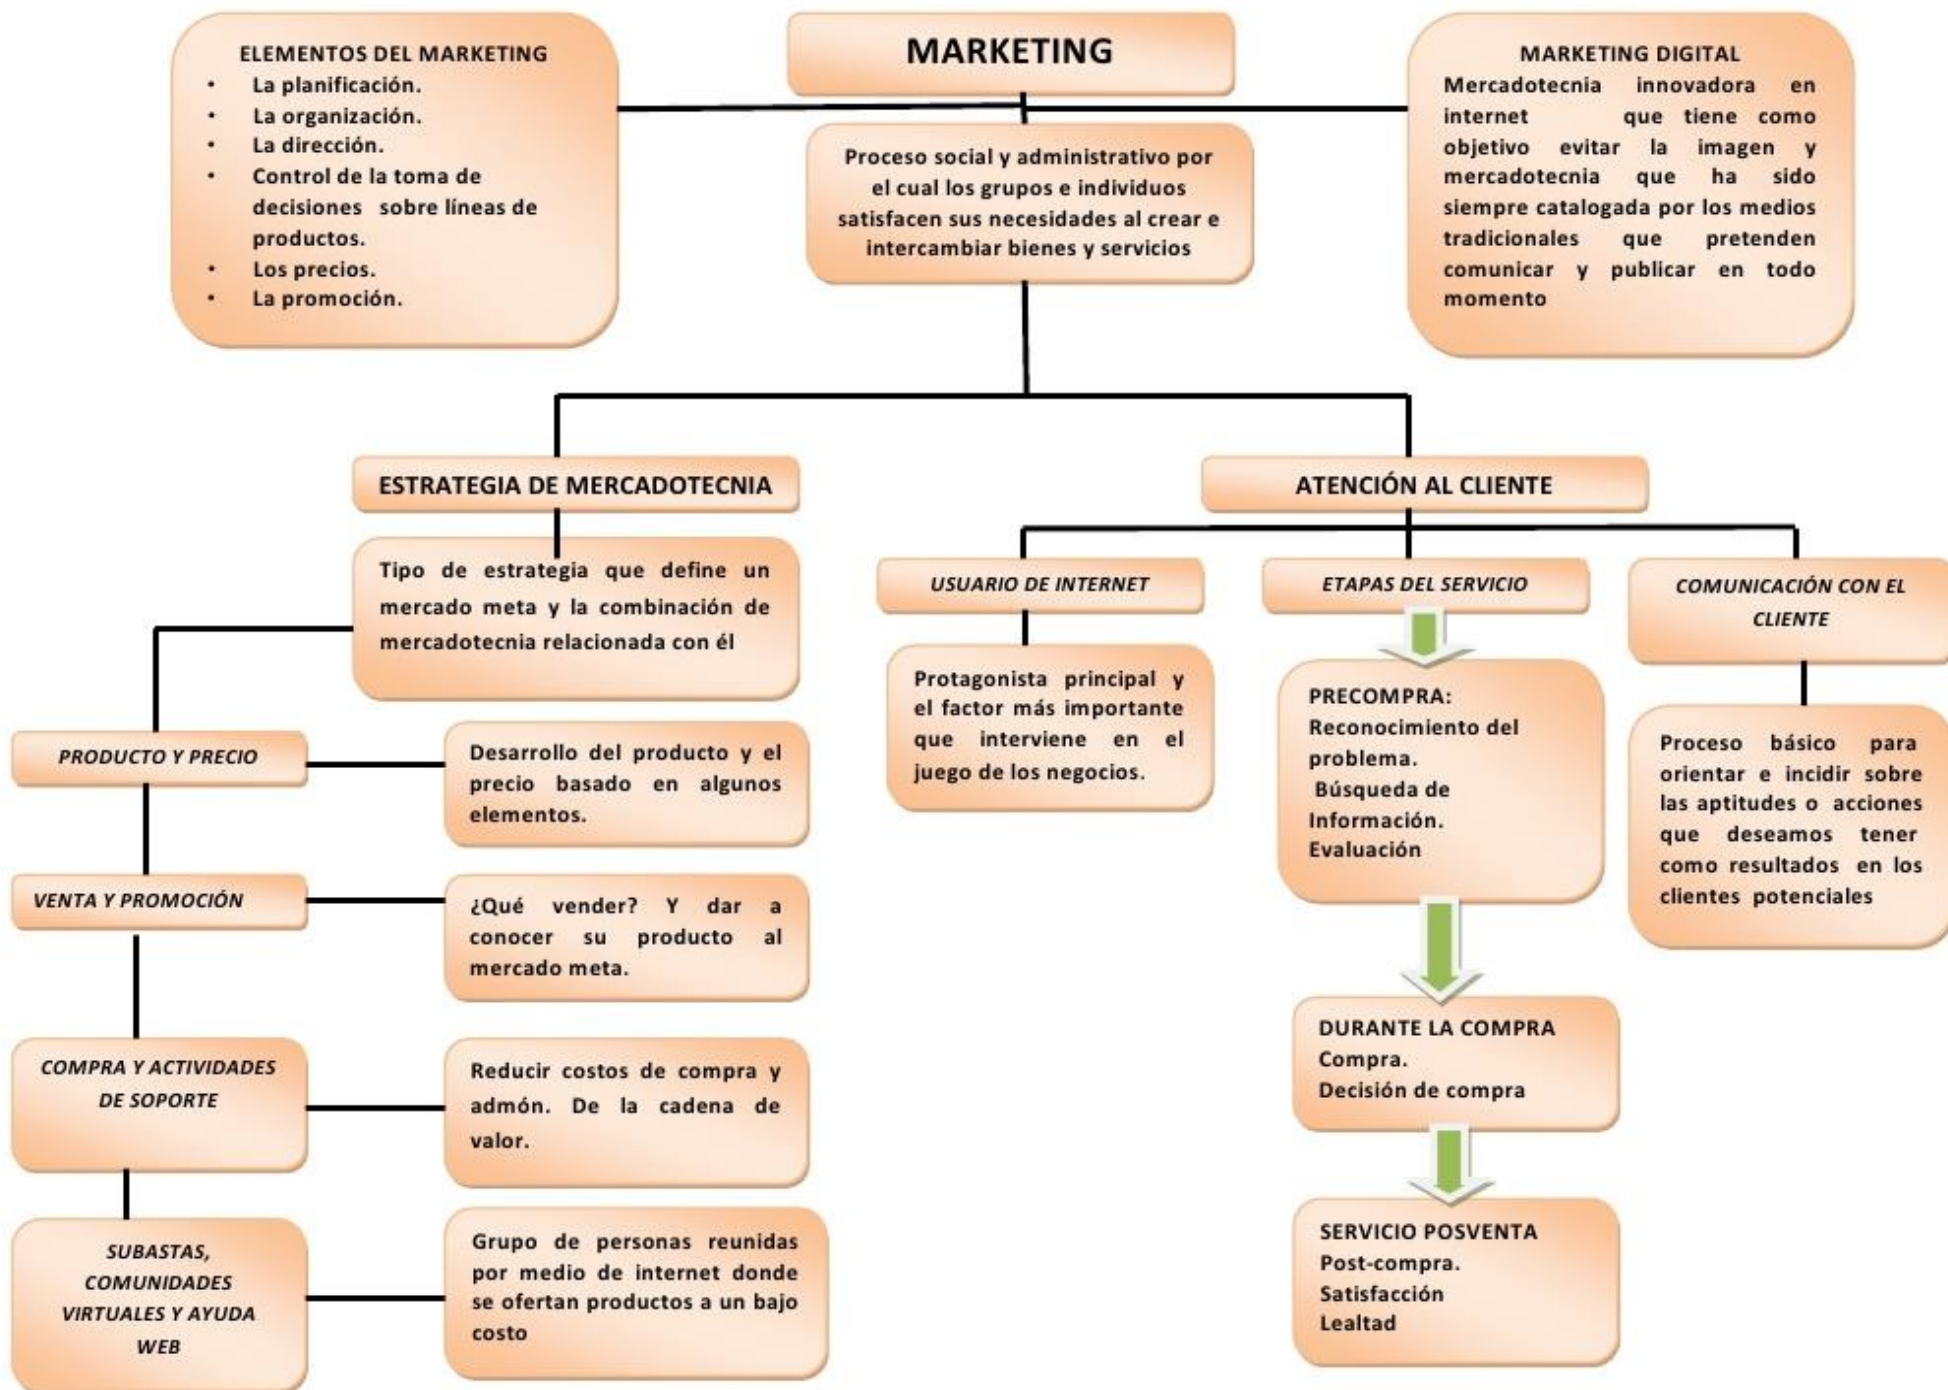 ELEMENTOS DEL MARKETING
• La planificación.
• La organización.
• La dirección.
• Control de la toma de
decisiones sobre líneas de
productos.
• Los precios.
• La promoción.
MARKETING
Proceso social y administrativo por
el cual los grupos e individuos
satisfacen sus necesidades al crear e
intercambiar bienes y servicios
MARKETING DIGITAL
Mercadotecnia innovadora en
internet que tiene como
objetivo evitar la imagen y
mercadotecnia que ha sido
siempre catalogada por los medios
tradicionales que pretenden
comunicar y publicar en todo
momento
ESTRATEGIA DE MERCADOTECNIA
Tipo de estrategia que define un
mercado meta y la combinación de
mercadotecnia relacionada con él
PRODUCTO Y PRECIO
Desarrollo del producto y el
precio basado en algunos
elementos.
VENTA Y PROMOCIÓN
¿Qué vender? Y dar a
conocer su producto al
mercado meta.
COMPRA Y ACTIVIDADES
DE SOPORTE
Reducir costos de compra y
admón. De la cadena de
valor.
SUBASTAS,
COMUNIDADES
VIRTUALES Y AYUDA
WEB
Grupo de personas reunidas
por medio de internet donde
se ofertan productos a un bajo
costo
ATENCIÓN AL CLIENTE
USUARIO DE INTERNET
Protagonista principal y
el factor más importante
que interviene en el
juego de los negocios.
ETAPAS DEL SERVICIO
PRECOMPRA:
Reconocimiento del
problema.
Búsqueda de
Información.
Evaluación
DURANTE LA COMPRA
Compra.
Decisión de compra
SERVICIO POSVENTA
Post-compra.
Satisfacción
Lealtad
COMUNICACIÓN CON EL
CLIENTE
Proceso básico para
orientar e incidir sobre
las aptitudes o acciones
que deseamos tener
como resultados en los
clientes potenciales